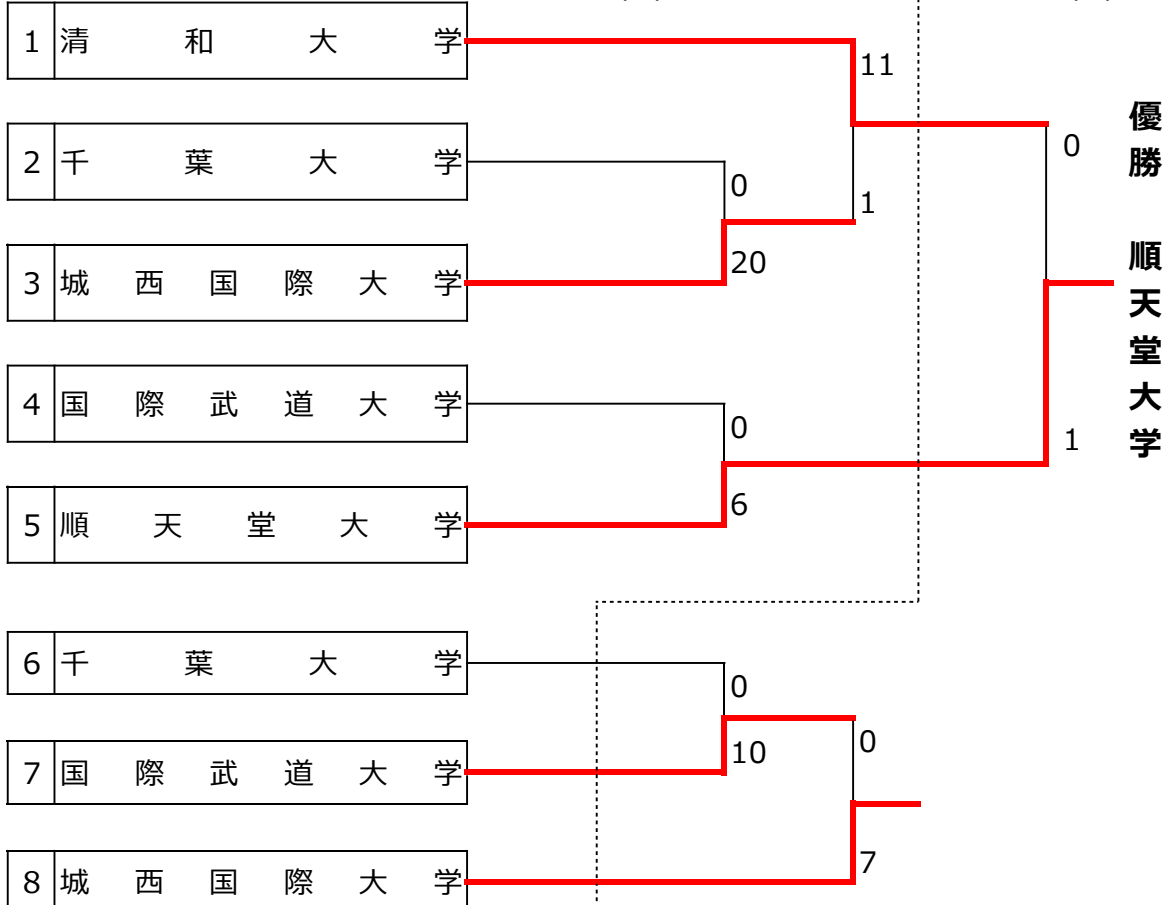 1 清和大学
11
優勝 順天堂大学
0
2 千葉大学
0
1
3 城西国際大学
20
4 国際武道大学
0
1
5 順天堂大学
6
6 千葉大学
0
7 国際武道大学
10
0
8 城西国際大学
7